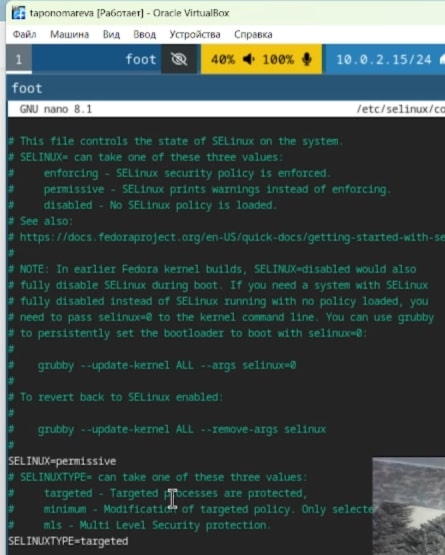 taponomareva [Работает] - Oracle VirtualBox
Файл Машина Вид Ввод Устройства Справка
1 foot 40% 100% 10.0.2.15/24
foot
GNU nano 8.1 /etc/selinux/co
# This file controls the state of SELinux on the system.
# SELINUX= can take one of these three values:
#     enforcing - SELinux security policy is enforced.
#     permissive - SELinux prints warnings instead of enforcing.
#     disabled - No SELinux policy is loaded.
# See also:
# https://docs.fedoraproject.org/en-US/quick-docs/getting-started-with-se
#
# NOTE: In earlier Fedora kernel builds, SELINUX=disabled would also
# fully disable SELinux during boot. If you need a system with SELinux
# fully disabled instead of SELinux running with no policy loaded, you
# need to pass selinux=0 to the kernel command line. You can use grubby
# to persistently set the bootloader to boot with selinux=0:
#
#    grubby --update-kernel ALL --args selinux=0
#
# To revert back to SELinux enabled:
#
#    grubby --update-kernel ALL --remove-args selinux
#
SELINUX=permissive
# SELINUXTYPE= can take one of these three values:
#     targeted - Targeted processes are protected,
#     minimum - Modification of targeted policy. Only selecte
#     mls - Multi Level Security protection.
SELINUXTYPE=targeted